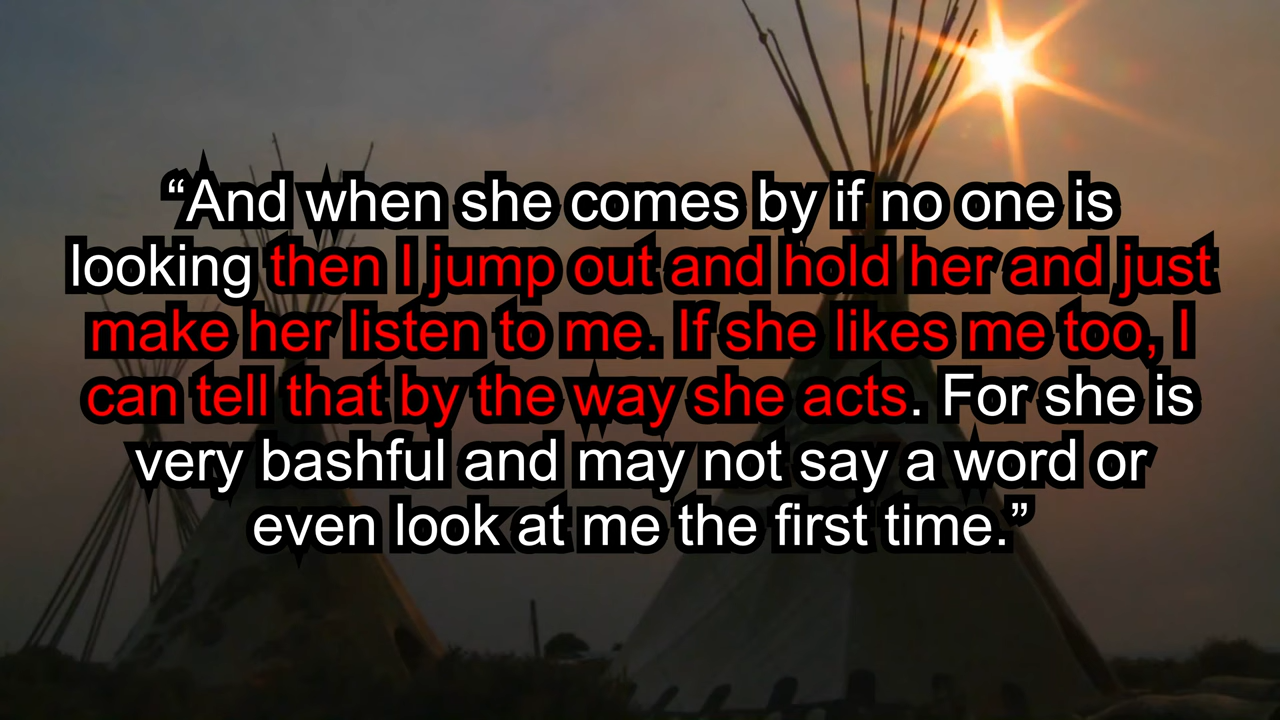 “And when she comes by if no one is
looking then I jump out and hold her and just
make her listen to me. If she likes me too, I
can tell that by the way she acts. For she is
very bashful and may not say a word or
even look at me the first time.”